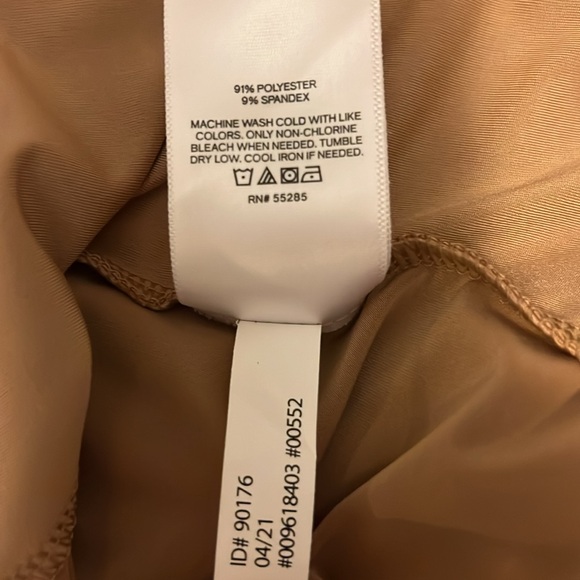 91% POLYESTER
9% SPANDEX
MACHINE WASH COLD WITH LIKE
COLORS. ONLY NON-CHLORINE
BLEACH WHEN NEEDED. TUMBLE
DRY LOW. COOL IRON IF NEEDED.
RN# 55285
ID# 90176
04/21
#009618403 #00552